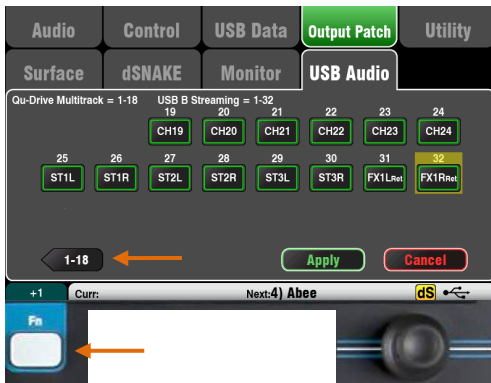 Audio Control USB Data Output Patch Utility
Surface dSNAKE Monitor USB Audio
Qu-Drive Multitrack = 1-18 USB B Streaming = 1-32
19 20 21 22 23 24
CH19 CH20 CH21 CH22 CH23 CH24
25 26 27 28 29 30 31 32
ST1L ST1R ST2L ST2R ST3L ST3R FX1LRet FX1RRet
1-18 Apply Cancel
+1 Curr: Next:4) Abee dS
Fn